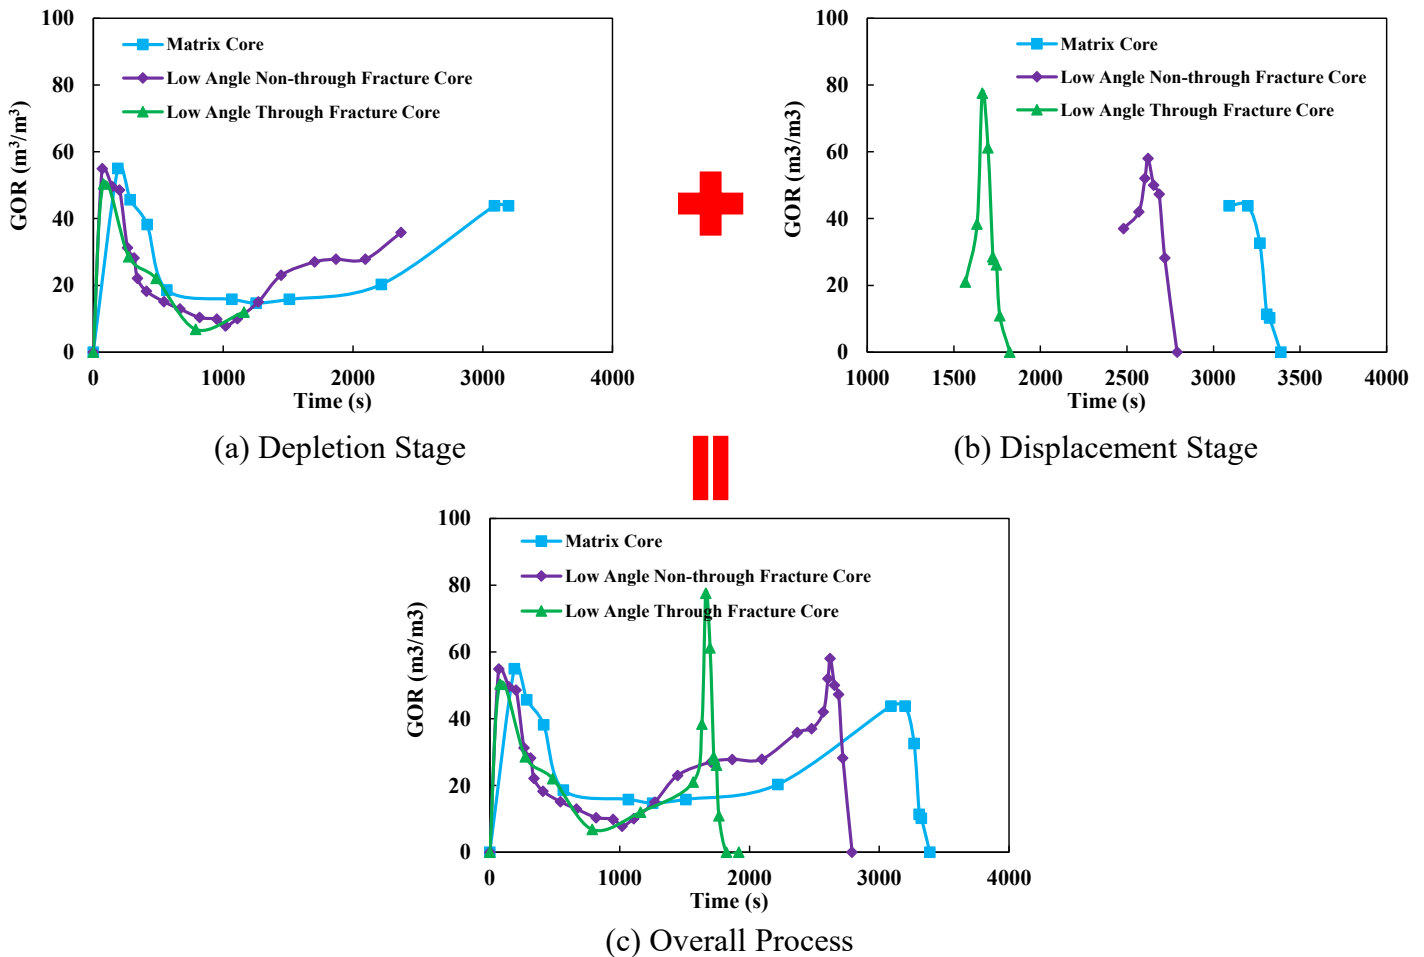 100
80
60
40
20
0
GOR (m³/m³)
Matrix Core
Low Angle Non-through Fracture Core
Low Angle Through Fracture Core
0 1000 2000 3000 4000
Time (s)
(a) Depletion Stage
100
80
60
40
20
0
GOR (m3/m3)
Matrix Core
Low Angle Non-through Fracture Core
Low Angle Through Fracture Core
1000 1500 2000 2500 3000 3500 4000
Time (s)
(b) Displacement Stage
100
80
60
40
20
0
GOR (m3/m3)
Matrix Core
Low Angle Non-through Fracture Core
Low Angle Through Fracture Core
0 1000 2000 3000 4000
Time (s)
(c) Overall Process